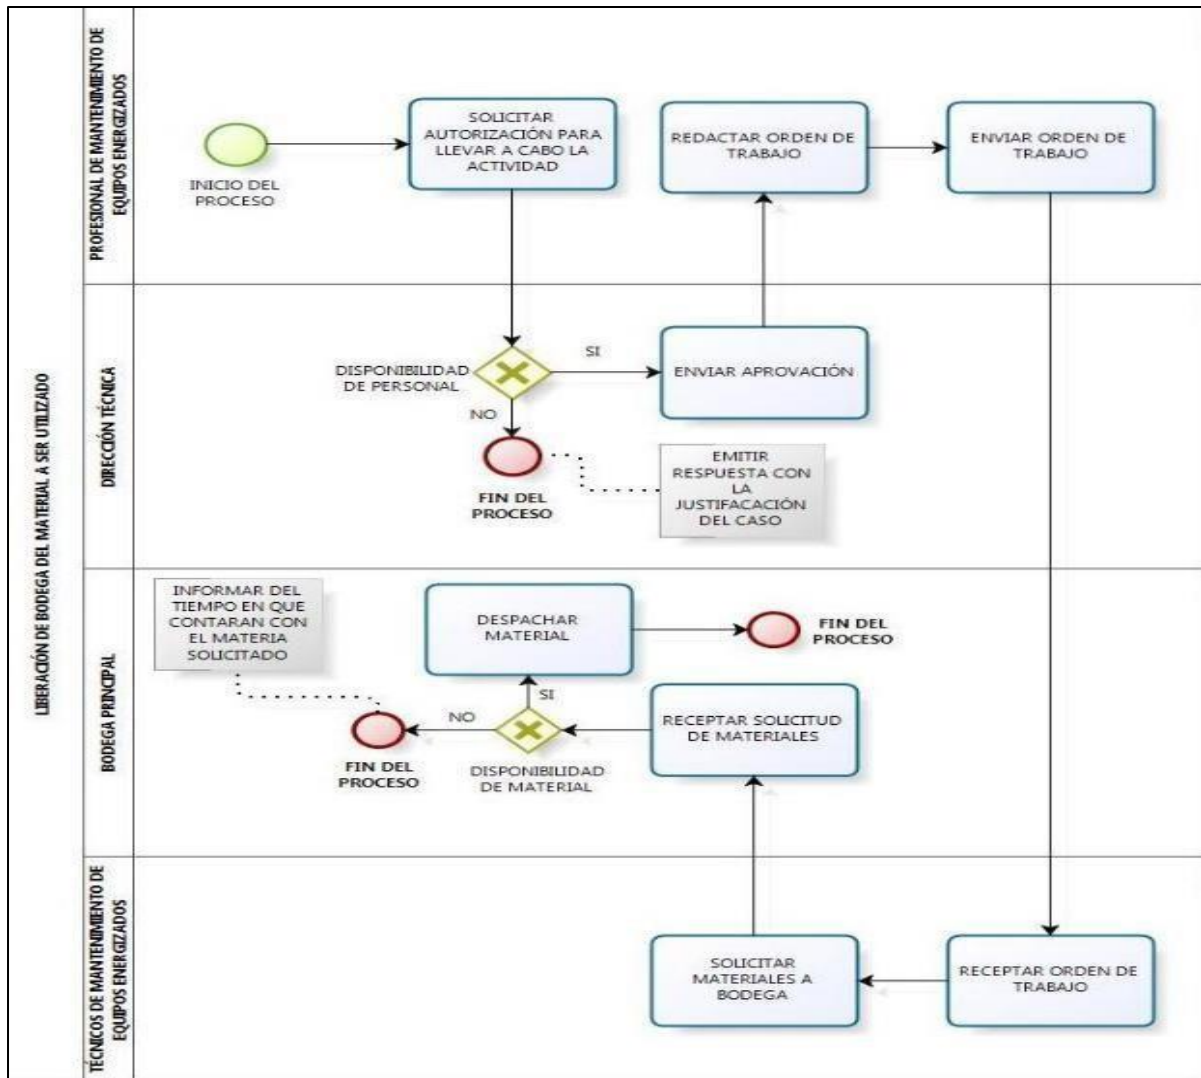 LIBERACIÓN DE BODEGA DEL MATERIAL A SER UTILIZADO
PROFESIONAL DE MANTENIMIENTO DE
EQUIPOS ENERGIZADOS
INICIO DEL
PROCESO
SOLICITAR
AUTORIZACIÓN PARA
LLEVAR A CABO LA
ACTIVIDAD
REDACTAR ORDEN DE
TRABAJO
ENVIAR ORDEN DE
TRABAJO
DIRECCIÓN TÉCNICA
DISPONIBILIDAD
DE PERSONAL
SI
ENVIAR APROVACIÓN
NO
FIN DEL
PROCESO
EMITIR
RESPUESTA CON
LA
JUSTIFACACIÓN
DEL CASO
BODEGA PRINCIPAL
INFORMAR DEL
TIEMPO EN QUE
CONTARAN CON
EL MATERIA
SOLICITADO
DESPACHAR
MATERIAL
FIN DEL
PROCESO
SI
NO
FIN DEL
PROCESO
DISPONIBILIDAD
DE MATERIAL
RECEPTAR SOLICITUD
DE MATERIALES
TÉCNICOS DE MANTENIMIENTO DE
EQUIPOS ENERGIZADOS
SOLICITAR
MATERIALES A
BODEGA
RECEPTAR ORDEN DE
TRABAJO